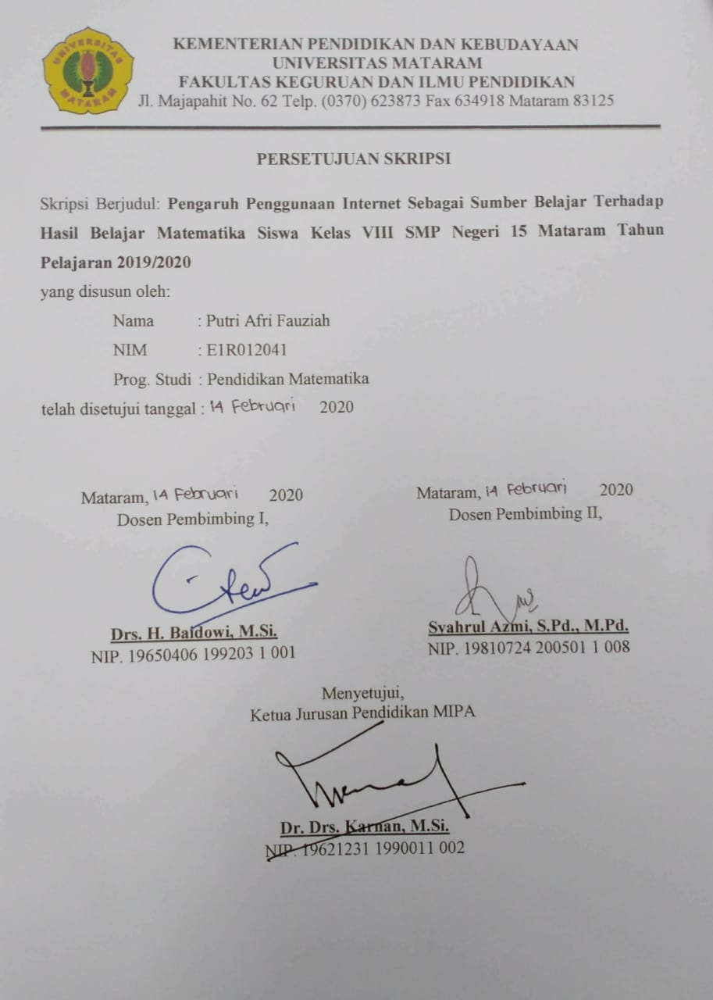 UNIVERSITAS
MATARAM
KEMENTERIAN PENDIDIKAN DAN KEBUDAYAAN
UNIVERSITAS MATARAM
FAKULTAS KEGURUAN DAN ILMU PENDIDIKAN
Jl. Majapahit No. 62 Telp. (0370) 623873 Fax 634918 Mataram 83125
PERSETUJUAN SKRIPSI
Skripsi Berjudul: Pengaruh Penggunaan Internet Sebagai Sumber Belajar Terhadap
Hasil Belajar Matematika Siswa Kelas VIII SMP Negeri 15 Mataram Tahun
Pelajaran 2019/2020
yang disusun oleh:
Nama : Putri Afri Fauziah
NIM : E1R012041
Prog. Studi : Pendidikan Matematika
telah disetujui tanggal : 14 Februari 2020
Mataram, 14 Februari 2020
Dosen Pembimbing I,
Drs. H. Baidowi, M.Si.
NIP. 19650406 199203 1 001
Mataram, 14 Februari 2020
Dosen Pembimbing II,
Syahrul Azmi, S.Pd., M.Pd.
NIP. 19810724 200501 1 008
Menyetujui,
Ketua Jurusan Pendidikan MIPA
Dr. Drs. Karnan, M.Si.
NIP. 19621231 1990011 002